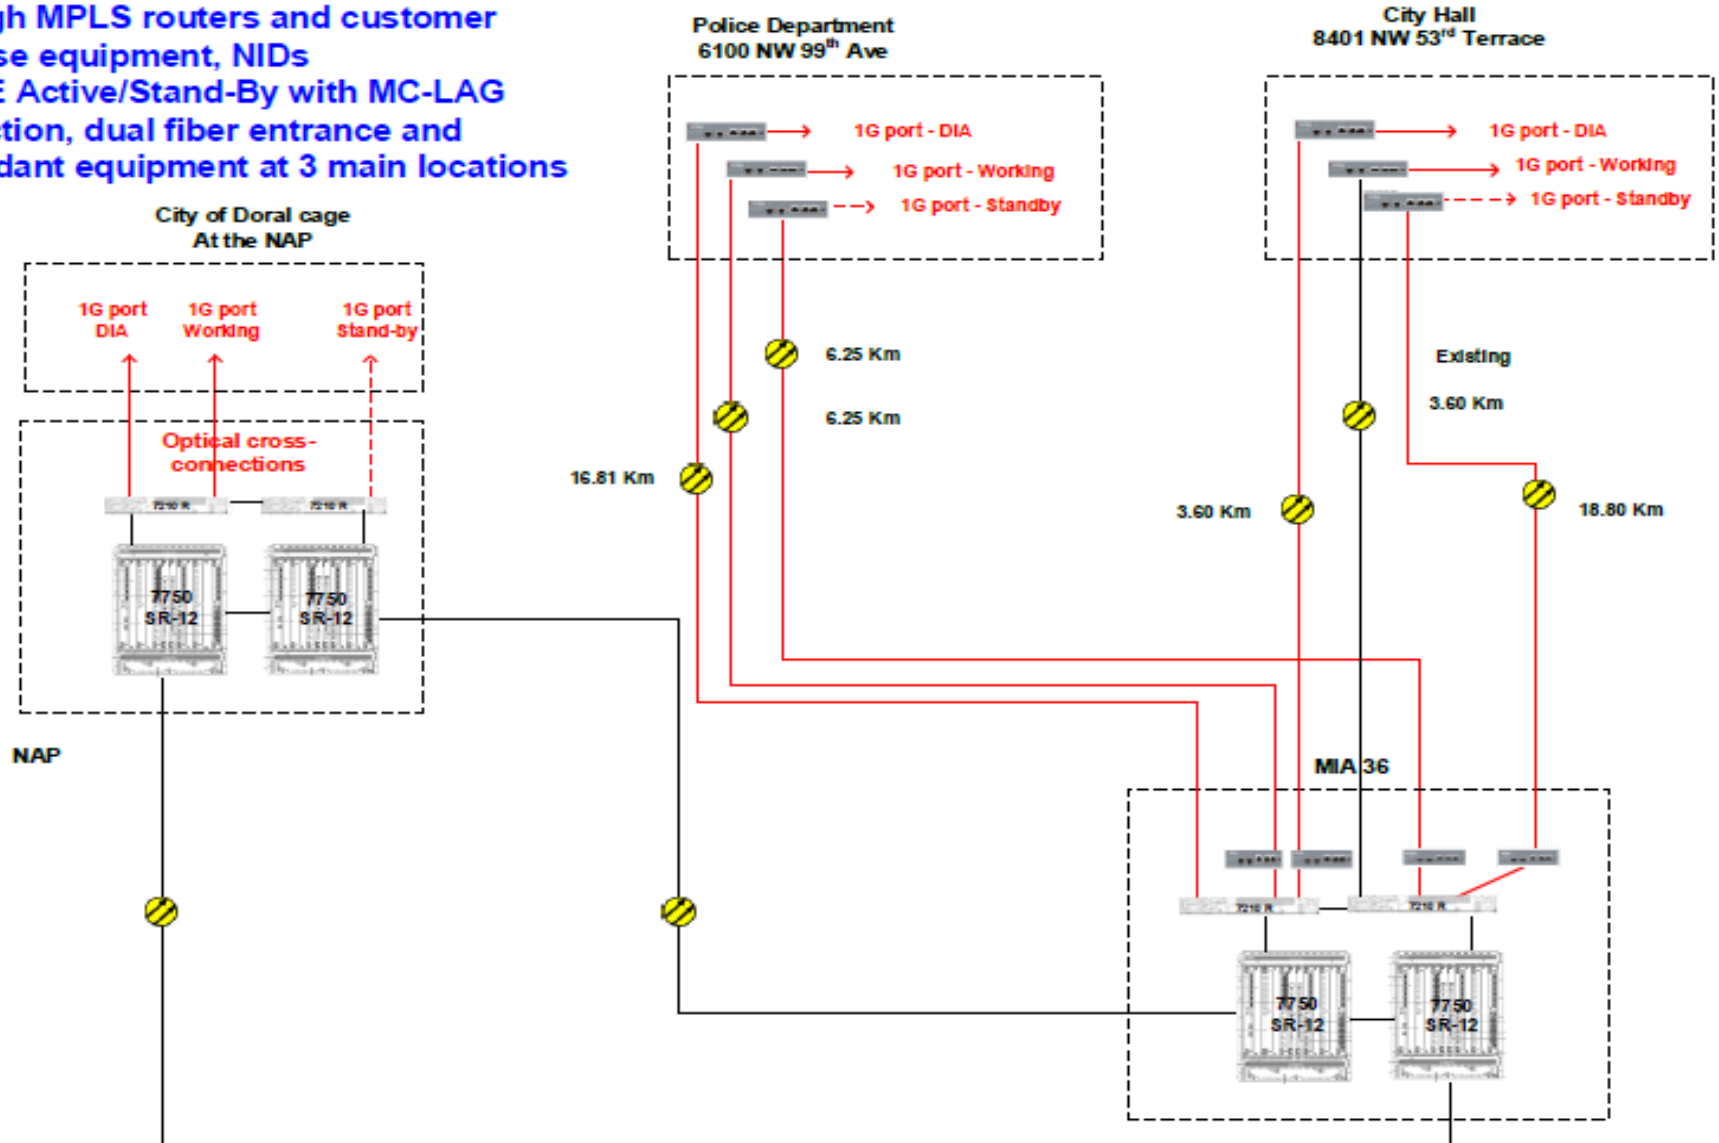 gh MPLS routers and customer
se equipment, NIDs
E Active/Stand-By with MC-LAG
ction, dual fiber entrance and
dant equipment at 3 main locations
Police Department
6100 NW 99th Ave
City Hall
8401 NW 53rd Terrace
1G port - DIA
1G port - Working
1G port - Standby
1G port - DIA
1G port - Working
1G port - Standby
City of Doral cage
At the NAP
1G port
DIA
1G port
Working
1G port
Stand-by
Optical cross-
connections
7210 R
7210 R
7750
SR-12
7750
SR-12
NAP
6.25 Km
6.25 Km
16.81 Km
Existing
3.60 Km
3.60 Km
18.80 Km
MIA 36
7210 R
7210 R
7750
SR-12
7750
SR-12